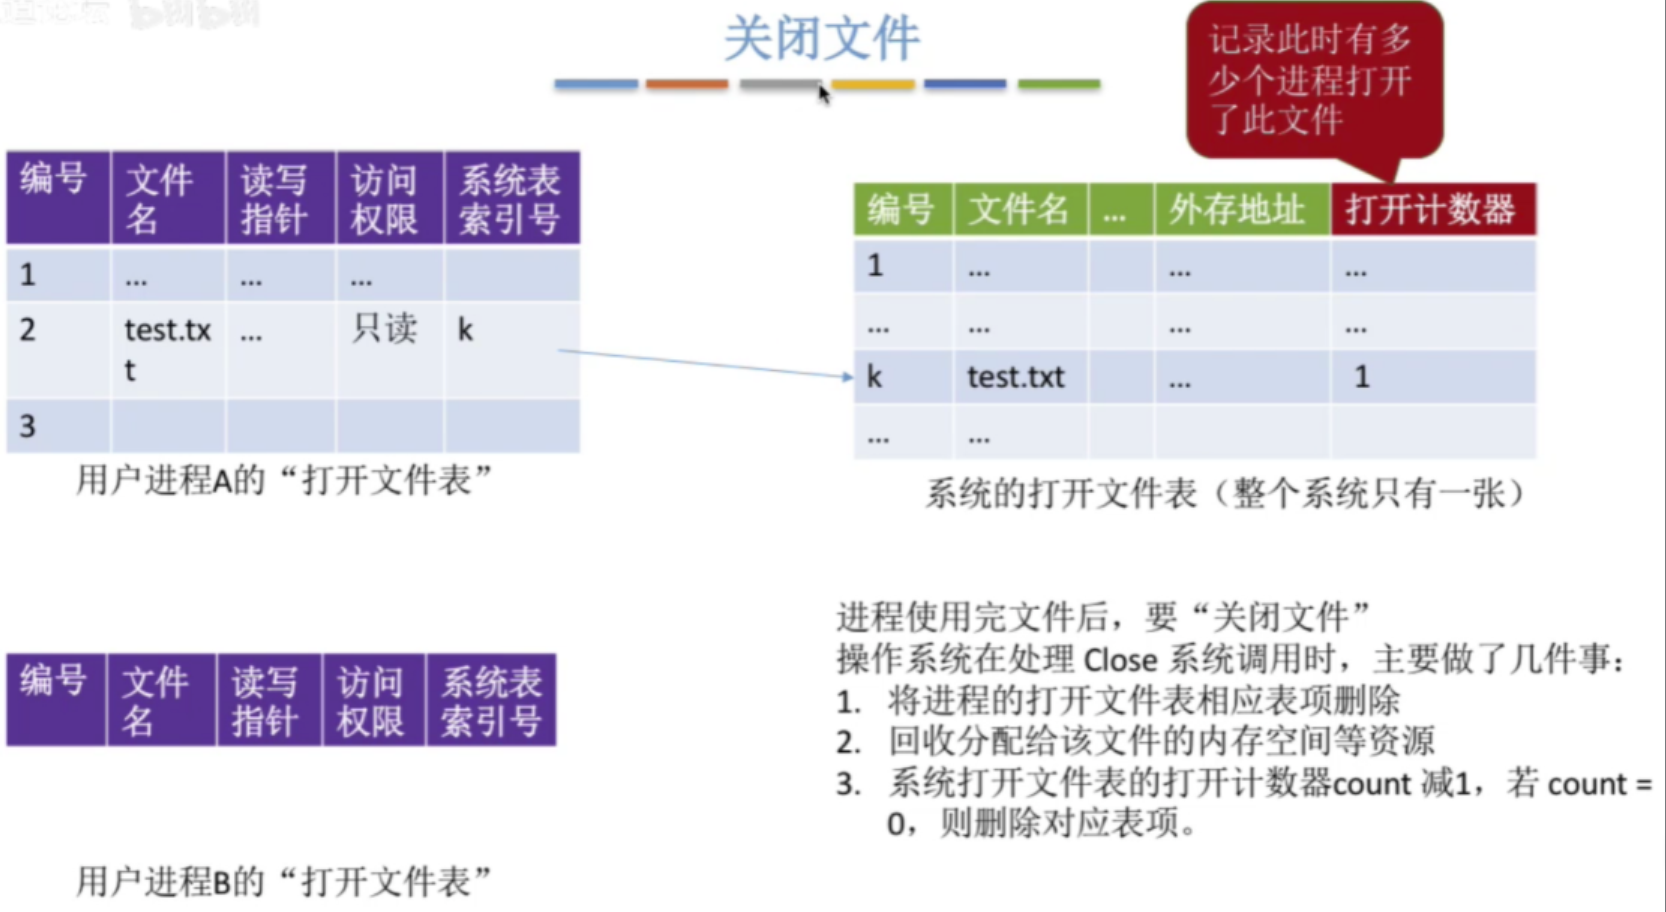 关闭文件
记录此时有多
少个进程打开
了此文件
编号 文件名 读写指针 访问权限 系统表索引号
1 ... ... ...
2 test.txt ... 只读 k
3
用户进程A的“打开文件表”
编号 文件名 ... 外存地址 打开计数器
1 ... ... ...
... ... ... ...
k test.txt ... 1
... ...
系统的打开文件表（整个系统只有一张）
编号 文件名 读写指针 访问权限 系统表索引号
用户进程B的“打开文件表”
进程使用完文件后，要“关闭文件”
操作系统在处理 Close 系统调用时，主要做了几件事：
1. 将进程的打开文件表相应表项删除
2. 回收分配给该文件的内存空间等资源
3. 系统打开文件表的打开计数器count 减1，若 count =
0，则删除对应表项。